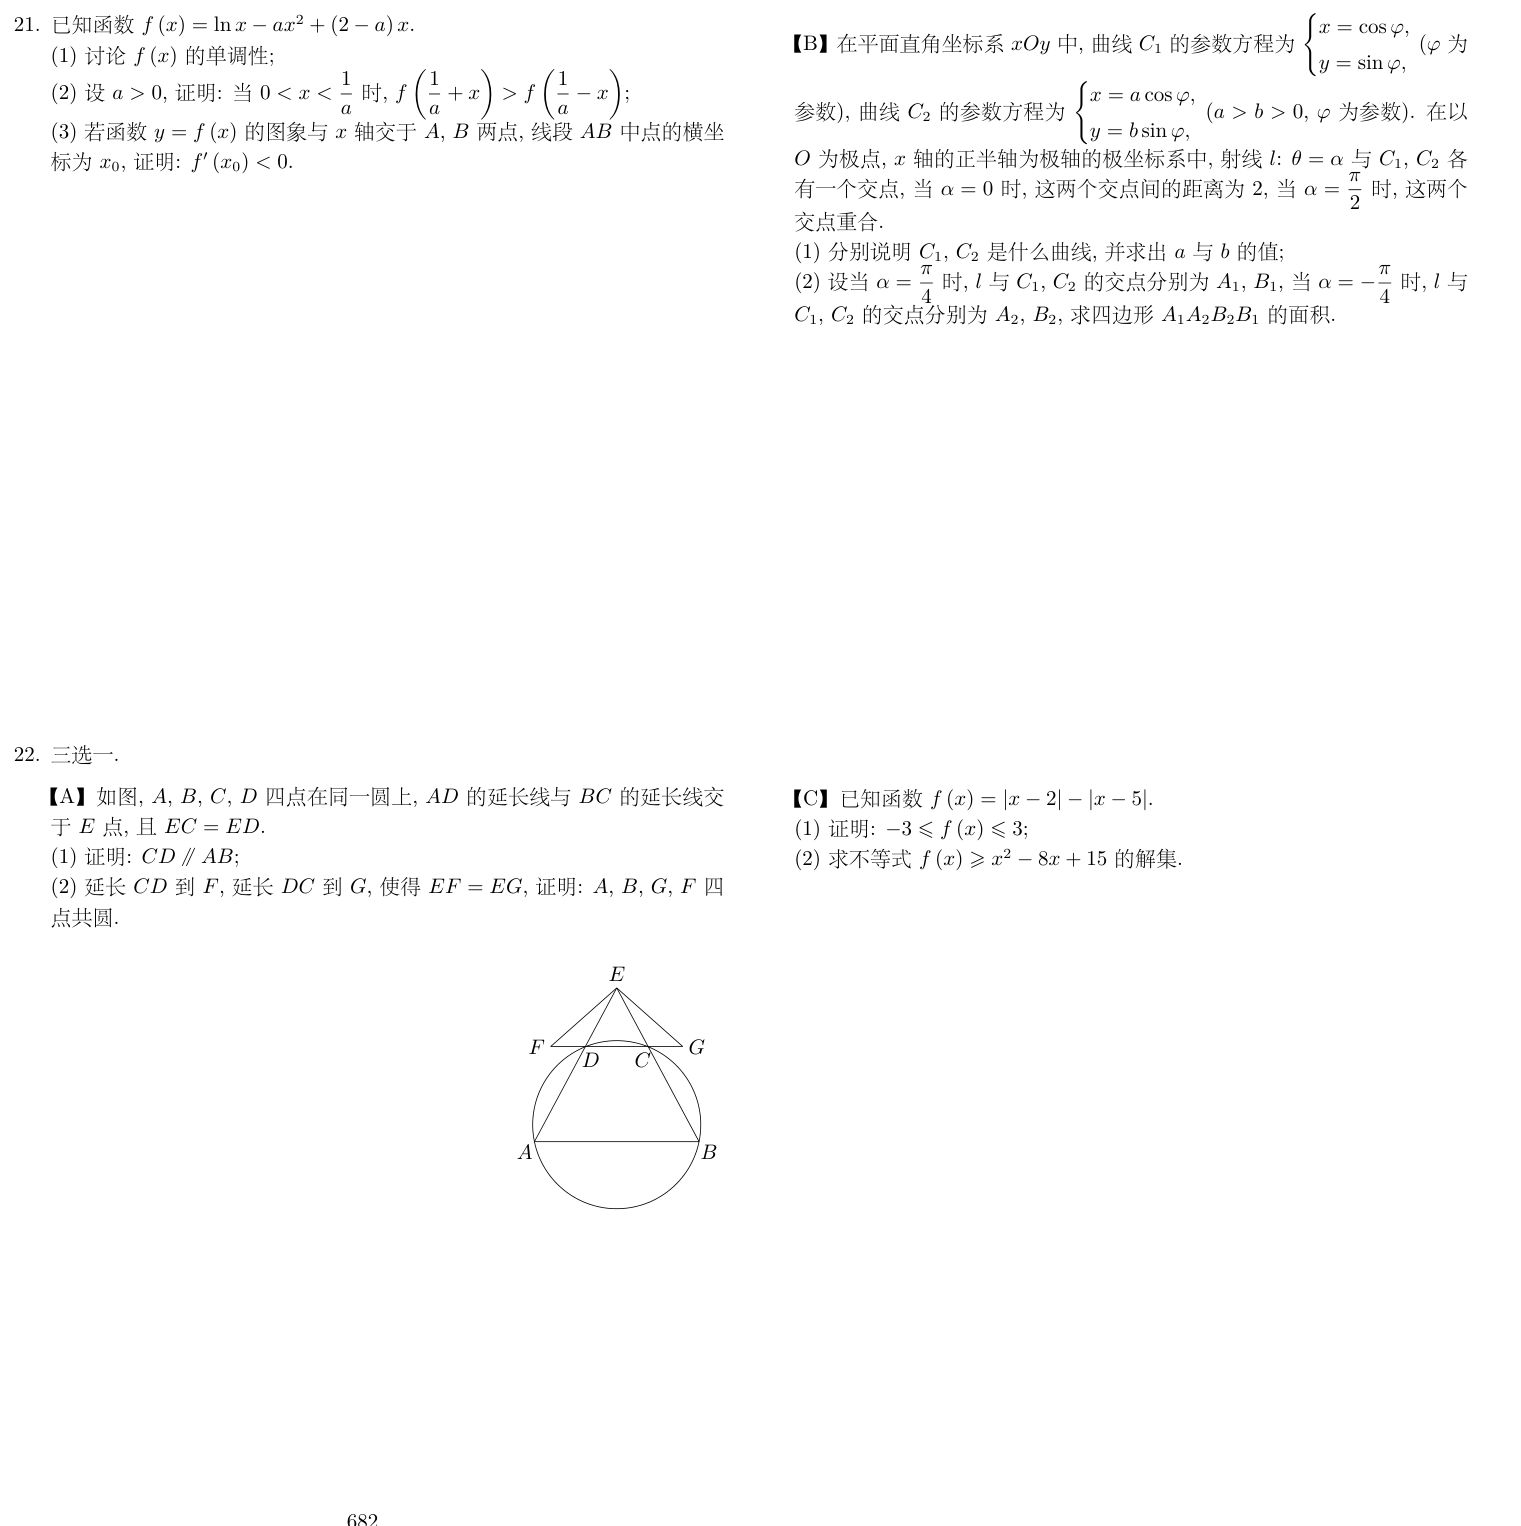 21. 已知函数 f (x) = ln x − ax² + (2 − a) x.
(1) 讨论 f (x) 的单调性;
(2) 设 a > 0, 证明: 当 0 < x < 1/a 时, f (1/a + x) > f (1/a − x);
(3) 若函数 y = f (x) 的图象与 x 轴交于 A, B 两点, 线段 AB 中点的横坐
标为 x₀, 证明: f′ (x₀) < 0.
22. 三选一.
【A】如图, A, B, C, D 四点在同一圆上, AD 的延长线与 BC 的延长线交
于 E 点, 且 EC = ED.
(1) 证明: CD ∥ AB;
(2) 延长 CD 到 F, 延长 DC 到 G, 使得 EF = EG, 证明: A, B, G, F 四
点共圆.
E
F
D
C
G
A
B
682
【B】在平面直角坐标系 xOy 中, 曲线 C₁ 的参数方程为 { x = cos φ, y = sin φ, (φ 为
参数), 曲线 C₂ 的参数方程为 { x = a cos φ, y = b sin φ, (a > b > 0, φ 为参数). 在以
O 为极点, x 轴的正半轴为极轴的极坐标系中, 射线 l: θ = α 与 C₁, C₂ 各
有一个交点, 当 α = 0 时, 这两个交点间的距离为 2, 当 α = π/2 时, 这两个
交点重合.
(1) 分别说明 C₁, C₂ 是什么曲线, 并求出 a 与 b 的值;
(2) 设当 α = π/4 时, l 与 C₁, C₂ 的交点分别为 A₁, B₁, 当 α = −π/4 时, l 与
C₁, C₂ 的交点分别为 A₂, B₂, 求四边形 A₁A₂B₂B₁ 的面积.
【C】已知函数 f (x) = |x − 2| − |x − 5|.
(1) 证明: −3 ⩽ f (x) ⩽ 3;
(2) 求不等式 f (x) ⩾ x² − 8x + 15 的解集.